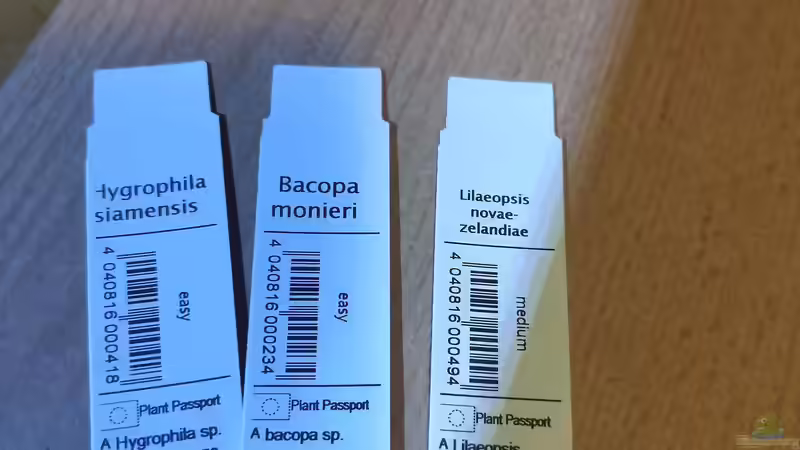 Hygrophila
siamensis
4 040816 000418
easy
Plant Passport
A Hygrophila sp.
Bacopa
monieri
4 040816 000234
easy
Plant Passport
A bacopa sp.
Lilaeopsis
novae-
zelandiae
4 040816 000494
medium
Plant Passport
A Lilaeopsis